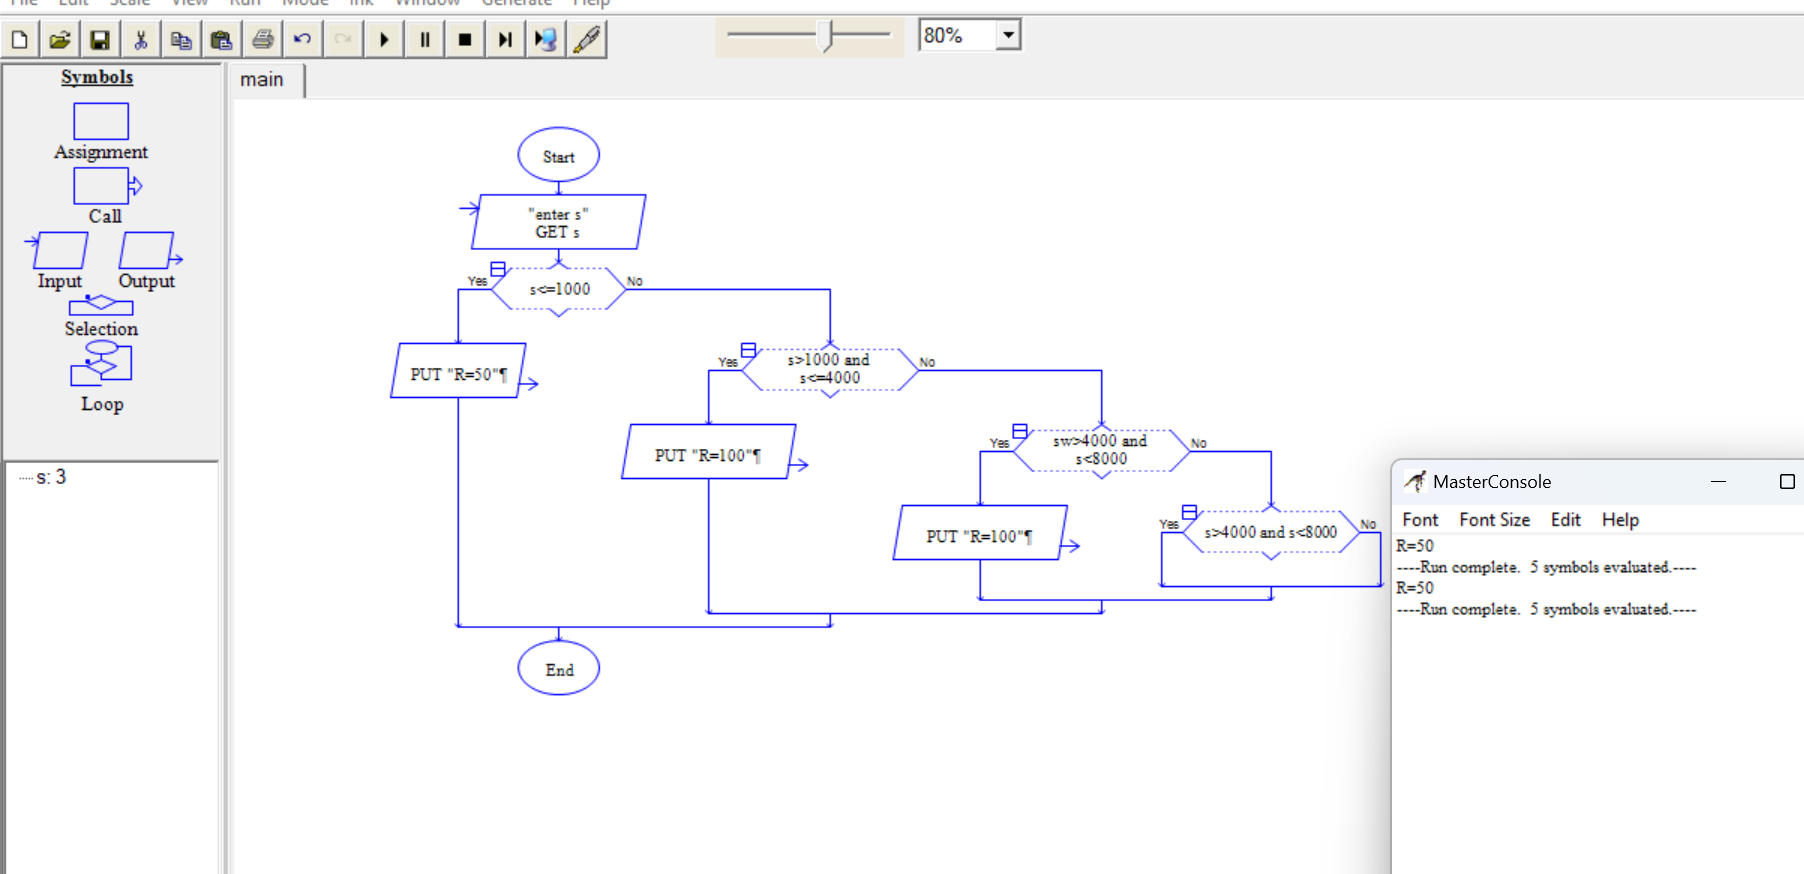 File Edit Scale View Run Mode Ink Window Generate Help
80%
Symbols
main
Assignment
Call
Input Output
Selection
Loop
s: 3
Start
"enter s"
GET s
Yes
s<=1000
No
PUT "R=50"¶
Yes
s>1000 and
s<=4000
No
PUT "R=100"¶
Yes
sw>4000 and
s<8000
No
PUT "R=100"¶
Yes
s>4000 and s<8000
No
End
MasterConsole
Font Font Size Edit Help
R=50
----Run complete. 5 symbols evaluated.----
R=50
----Run complete. 5 symbols evaluated.----